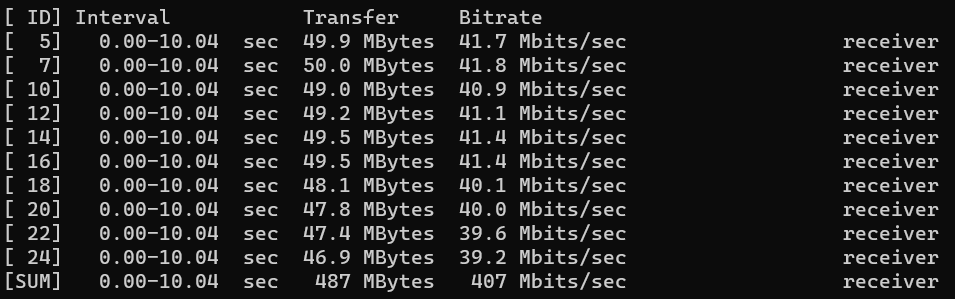 [ ID] Interval           Transfer     Bitrate
[  5]   0.00-10.04  sec  49.9 MBytes  41.7 Mbits/sec                  receiver
[  7]   0.00-10.04  sec  50.0 MBytes  41.8 Mbits/sec                  receiver
[ 10]   0.00-10.04  sec  49.0 MBytes  40.9 Mbits/sec                  receiver
[ 12]   0.00-10.04  sec  49.2 MBytes  41.1 Mbits/sec                  receiver
[ 14]   0.00-10.04  sec  49.5 MBytes  41.4 Mbits/sec                  receiver
[ 16]   0.00-10.04  sec  49.5 MBytes  41.4 Mbits/sec                  receiver
[ 18]   0.00-10.04  sec  48.1 MBytes  40.1 Mbits/sec                  receiver
[ 20]   0.00-10.04  sec  47.8 MBytes  40.0 Mbits/sec                  receiver
[ 22]   0.00-10.04  sec  47.4 MBytes  39.6 Mbits/sec                  receiver
[ 24]   0.00-10.04  sec  46.9 MBytes  39.2 Mbits/sec                  receiver
[SUM]   0.00-10.04  sec   487 MBytes   407 Mbits/sec                  receiver